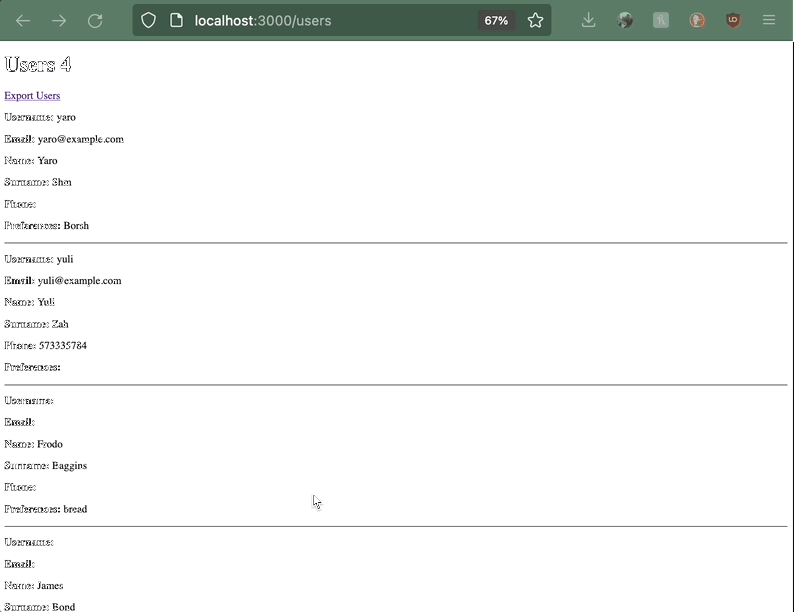 localhost:3000/users
67%
Users 4
Export Users
Username: yaro
Email: yaro@example.com
Name: Yaro
Surname: Shm
Phone:
Preferences: Borsh
Username: yuli
Email: yuli@example.com
Name: Yuli
Surname: Zah
Phone: 573335784
Preferences:
Username:
Email:
Name: Frodo
Surname: Baggins
Phone:
Preferences: bread
Username:
Email:
Name: James
Surname: Bond